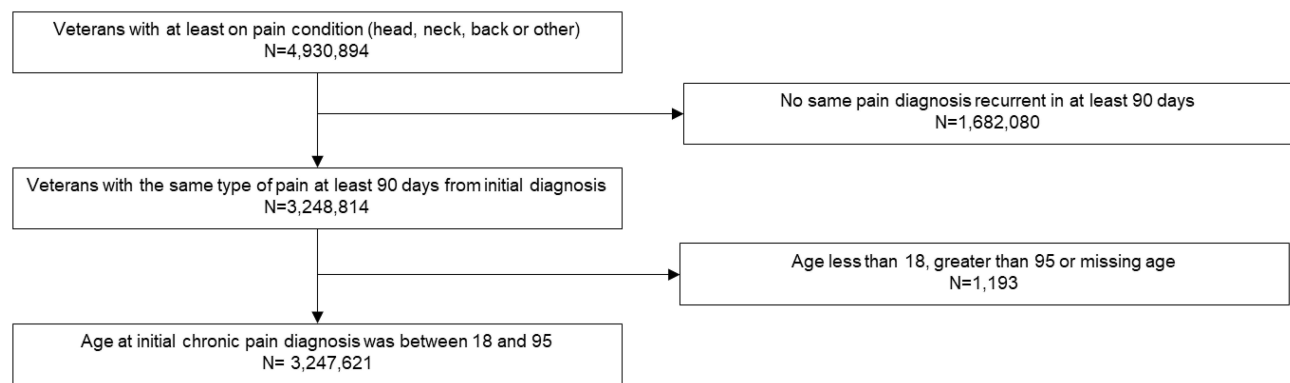 Veterans with at least on pain condition (head, neck, back or other)
N=4,930,894
No same pain diagnosis recurrent in at least 90 days
N=1,682,080
Veterans with the same type of pain at least 90 days from initial diagnosis
N=3,248,814
Age less than 18, greater than 95 or missing age
N=1,193
Age at initial chronic pain diagnosis was between 18 and 95
N= 3,247,621